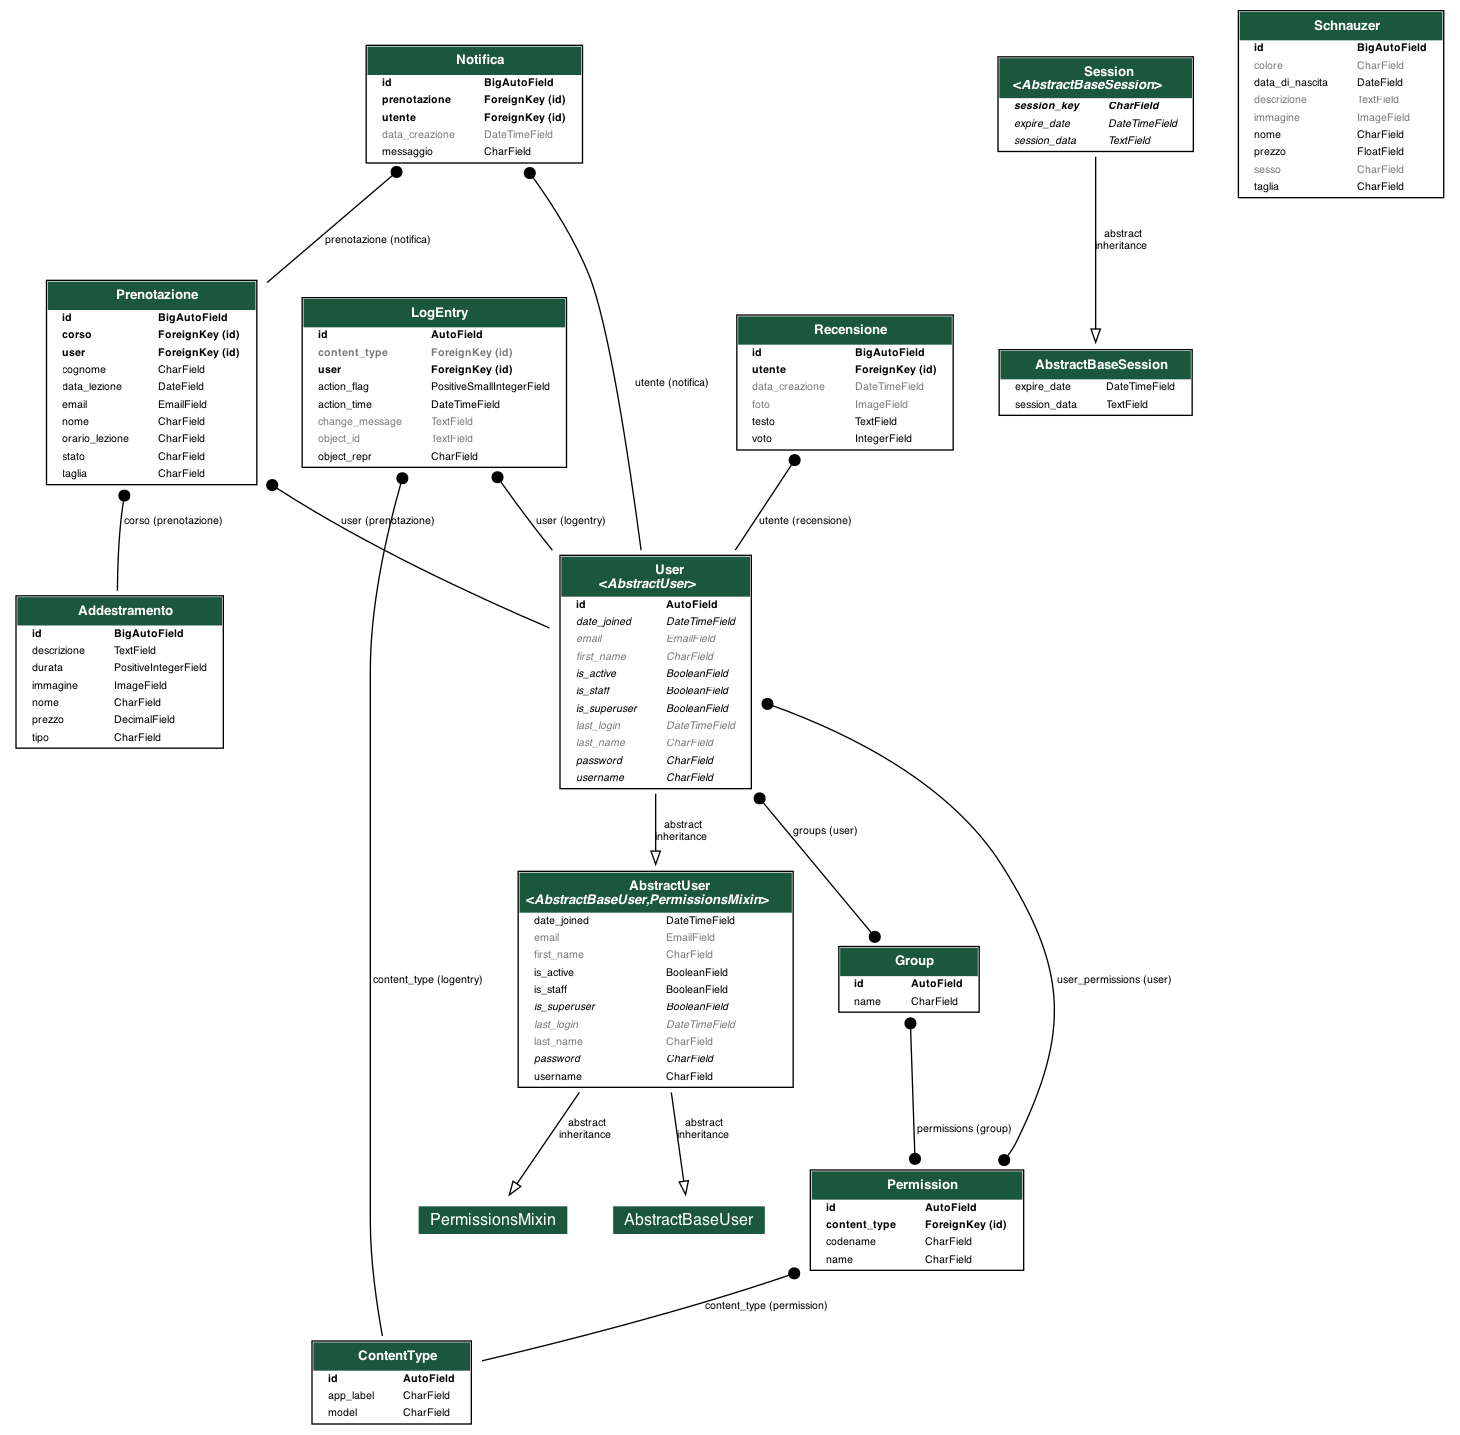 Notifica
id BigAutoField
prenotazione ForeignKey (id)
utente ForeignKey (id)
data_creazione DateTimeField
messaggio CharField
Session
<AbstractBaseSession>
session_key CharField
expire_date DateTimeField
session_data TextField
Schnauzer
id BigAutoField
colore CharField
data_di_nascita DateField
descrizione TextField
immagine ImageField
nome CharField
prezzo FloatField
sesso CharField
taglia CharField
prenotazione (notifica)
abstract
inheritance
Prenotazione
id BigAutoField
corso ForeignKey (id)
user ForeignKey (id)
cognome CharField
data_lezione DateField
email EmailField
nome CharField
orario_lezione CharField
stato CharField
taglia CharField
LogEntry
id AutoField
content_type ForeignKey (id)
user ForeignKey (id)
action_flag PositiveSmallIntegerField
action_time DateTimeField
change_message TextField
object_id TextField
object_repr CharField
utente (notifica)
Recensione
id BigAutoField
utente ForeignKey (id)
data_creazione DateTimeField
foto ImageField
testo TextField
voto IntegerField
AbstractBaseSession
expire_date DateTimeField
session_data TextField
corso (prenotazione)
user (prenotazione)
user (logentry)
utente (recensione)
Addestramento
id BigAutoField
descrizione TextField
durata PositiveIntegerField
immagine ImageField
nome CharField
prezzo DecimalField
tipo CharField
User
<AbstractUser>
id AutoField
date_joined DateTimeField
email EmailField
first_name CharField
is_active BooleanField
is_staff BooleanField
is_superuser BooleanField
last_login DateTimeField
last_name CharField
password CharField
username CharField
abstract
inheritance
groups (user)
AbstractUser
<AbstractBaseUser,PermissionsMixin>
date_joined DateTimeField
email EmailField
first_name CharField
is_active BooleanField
is_staff BooleanField
is_superuser BooleanField
last_login DateTimeField
last_name CharField
password CharField
username CharField
content_type (logentry)
Group
id AutoField
name CharField
user_permissions (user)
abstract
inheritance
abstract
inheritance
permissions (group)
PermissionsMixin
AbstractBaseUser
Permission
id AutoField
content_type ForeignKey (id)
codename CharField
name CharField
content_type (permission)
ContentType
id AutoField
app_label CharField
model CharField